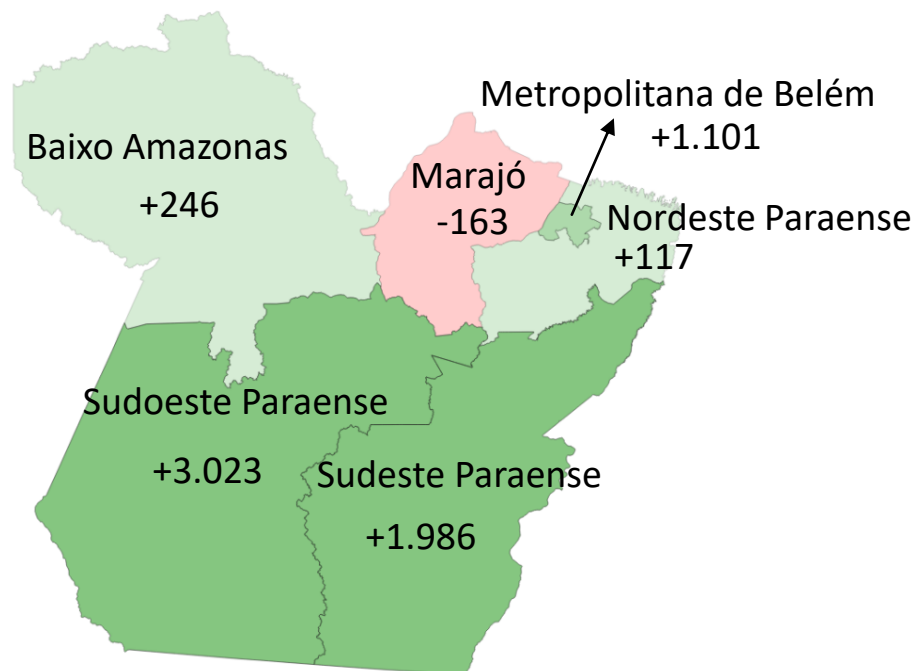 Metropolitana de Belém
+1.101
Baixo Amazonas
+246
Marajó
-163
Nordeste Paraense
+117
Sudoeste Paraense
+3.023
Sudeste Paraense
+1.986